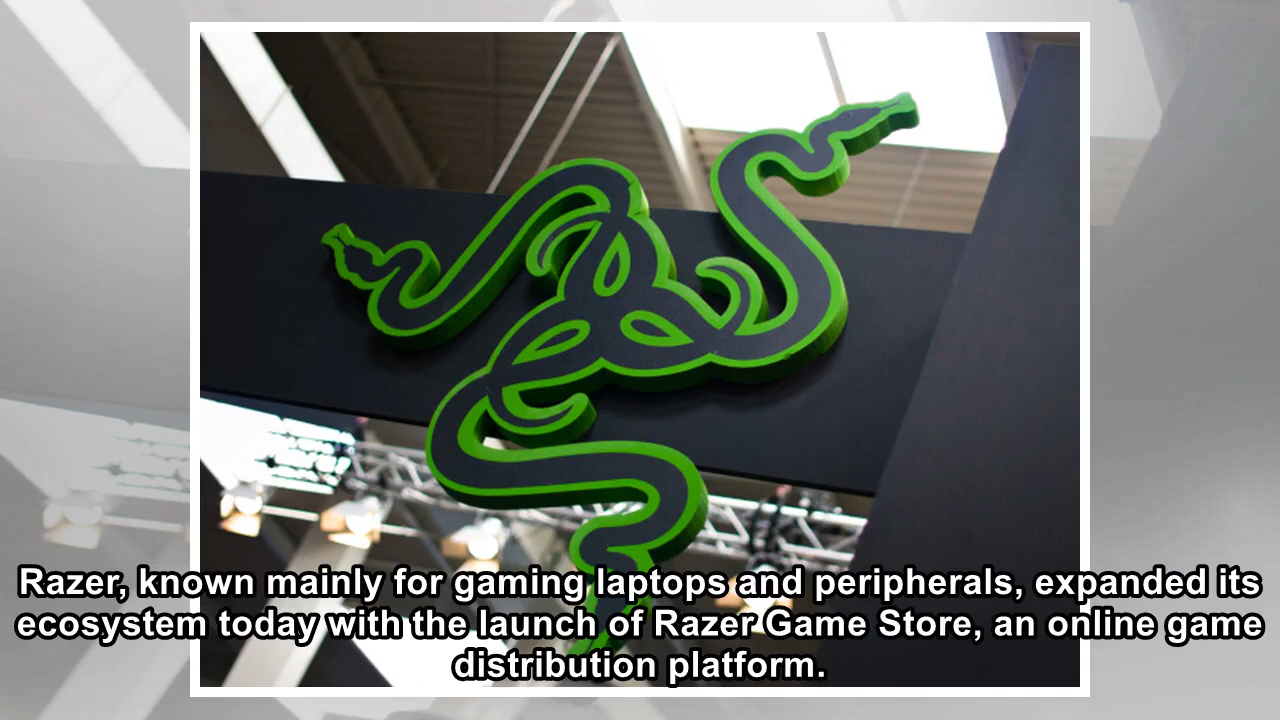 Razer, known mainly for gaming laptops and peripherals, expanded its
ecosystem today with the launch of Razer Game Store, an online game
distribution platform.